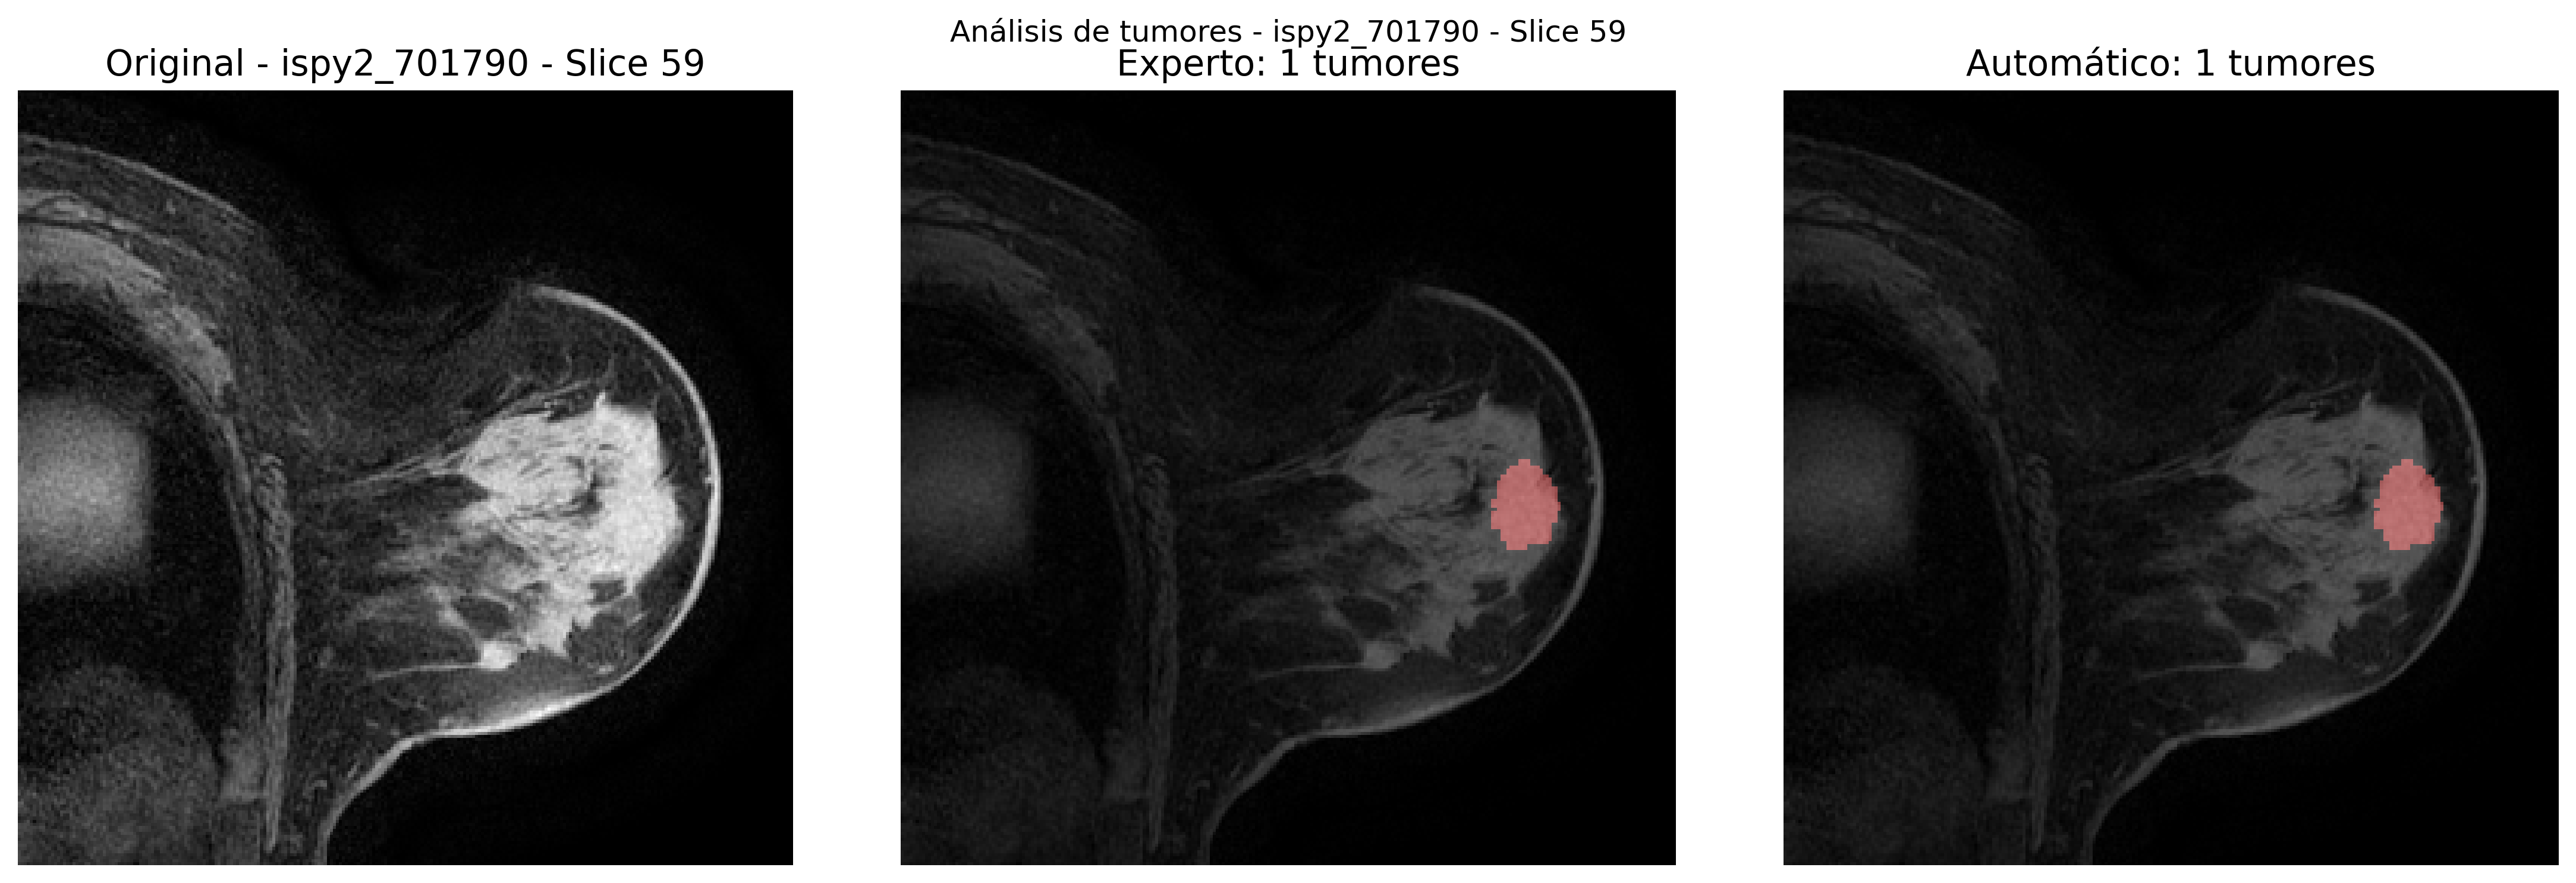 Análisis de tumores - ispy2_701790 - Slice 59
Original - ispy2_701790 - Slice 59
Experto: 1 tumores
Automático: 1 tumores